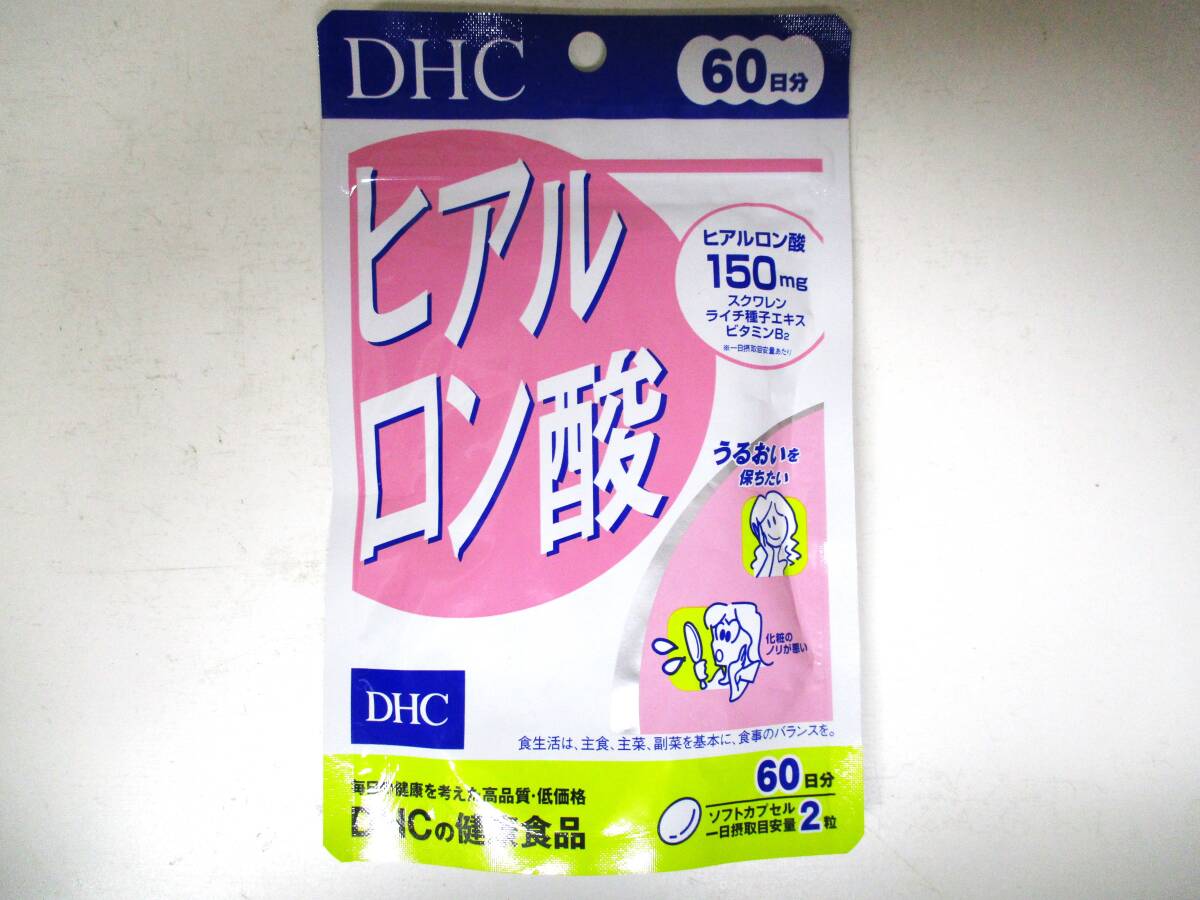 DHC
60日分
ヒアル
ロン酸
ヒアルロン酸
150mg
スクワレン
ライチ種子エキス
ビタミンB2
※一日摂取目安量あたり
うるおいを
保ちたい
化粧の
ノリが悪い
DHC
食生活は、主食、主菜、副菜を基本に、食事のバランスを。
毎日の健康を考えた高品質・低価格
DHCの健康食品
60日分
ソフトカプセル
一日摂取目安量2粒